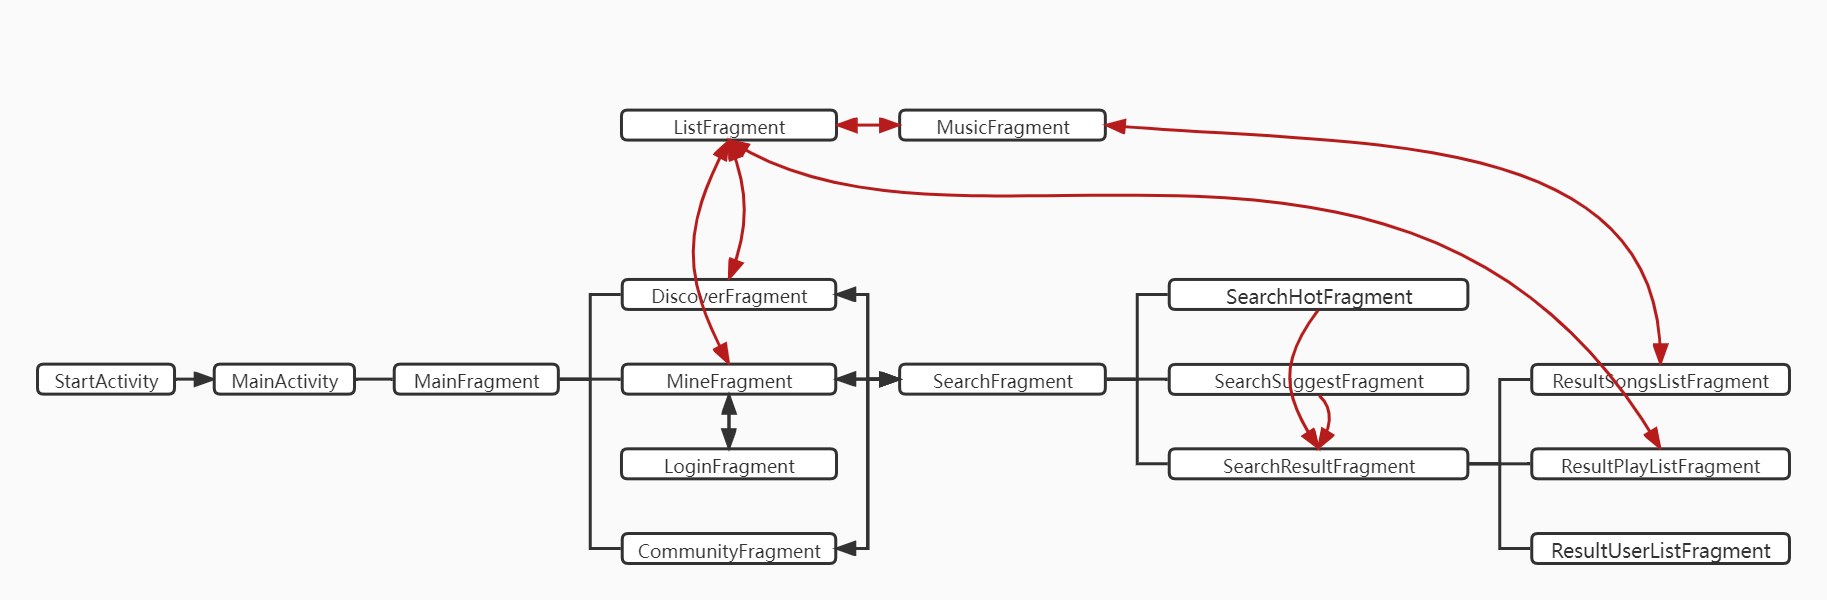 ListFragment
MusicFragment
DiscoverFragment
SearchHotFragment
StartActivity
MainActivity
MainFragment
MineFragment
SearchFragment
SearchSuggestFragment
ResultSongsListFragment
LoginFragment
SearchResultFragment
ResultPlayListFragment
CommunityFragment
ResultUserListFragment